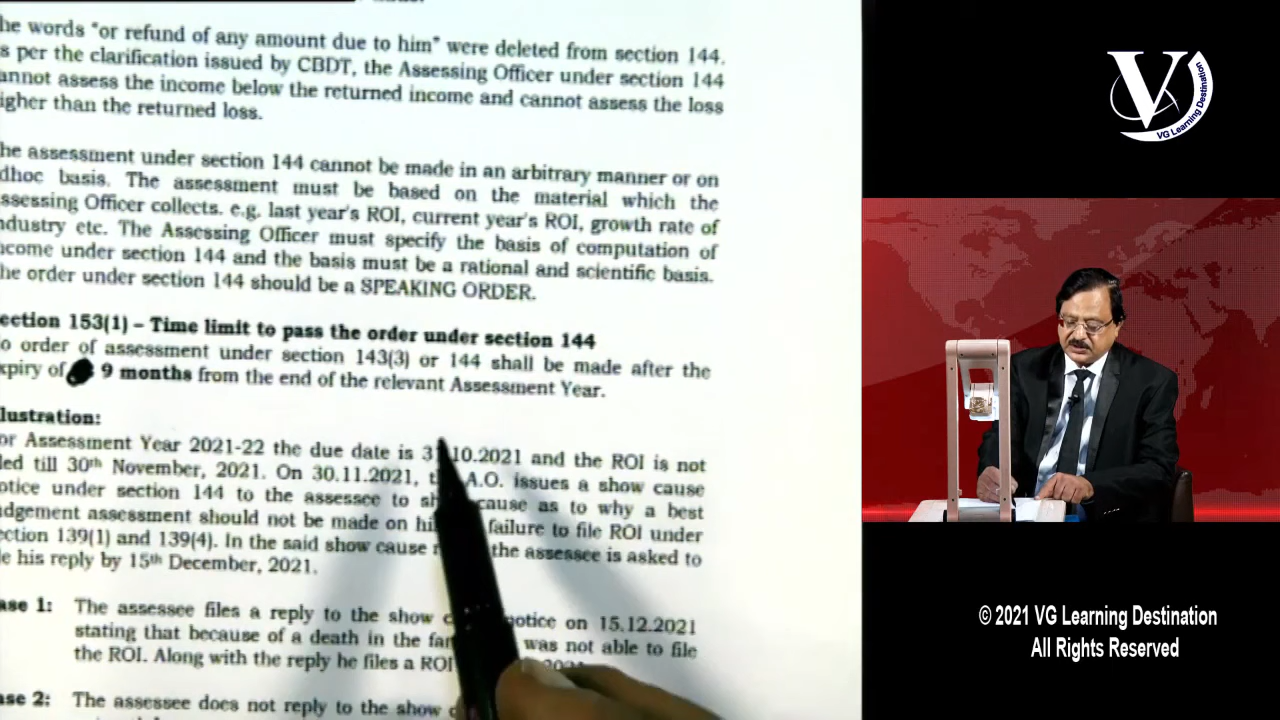 he words "or refund of any amount due to him" were deleted from section 144.
s per the clarification issued by CBDT, the Assessing Officer under section 144
annot assess the income below the returned income and cannot assess the loss
igher than the returned loss.
he assessment under section 144 cannot be made in an arbitrary manner or on
dhoc basis. The assessment must be based on the material which the
ssessing Officer collects. e.g. last year's ROI, current year's ROI, growth rate of
ndustry etc. The Assessing Officer must specify the basis of computation of
ncome under section 144 and the basis must be a rational and scientific basis.
he order under section 144 should be a SPEAKING ORDER.
ection 153(1) – Time limit to pass the order under section 144
o order of assessment under section 143(3) or 144 shall be made after the
xpiry of 9 months from the end of the relevant Assessment Year.
llustration:
or Assessment Year 2021-22 the due date is 31.10.2021 and the ROI is not
led till 30th November, 2021. On 30.11.2021, the A.O. issues a show cause
otice under section 144 to the assessee to sh cause as to why a best
udgement assessment should not be made on hi failure to file ROI under
ection 139(1) and 139(4). In the said show cause the assessee is asked to
le his reply by 15th December, 2021.
ase 1: The assessee files a reply to the show notice on 15.12.2021
stating that because of a death in the fam was not able to file
the ROI. Along with the reply he files a ROI
ase 2: The assessee does not reply to the show
V
VG Learning Destination
© 2021 VG Learning Destination
All Rights Reserved